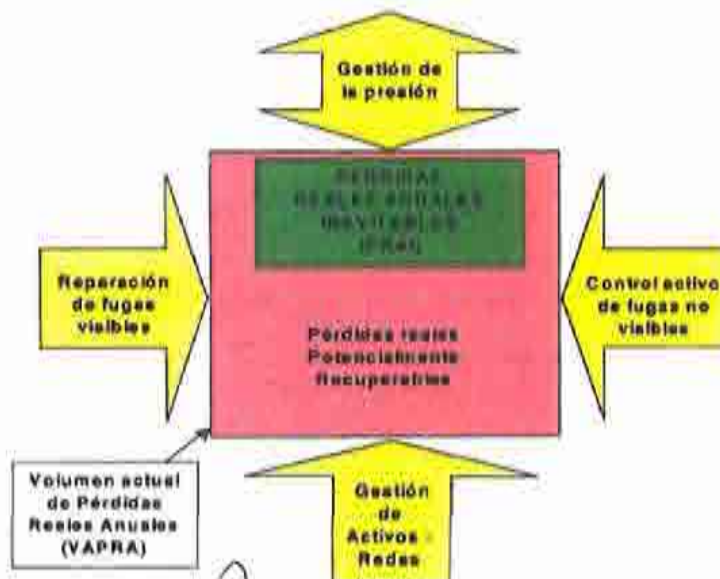 Gestión de
la presión
PERDIDAS
REALES ANUALES
INEVITABLES
(PRAI)
Reparación
de fugas
visibles
Control activo
de fugas no
visibles
Pérdidas reales
Potencialmente
Recuperables
Volumen actual
de Pérdidas
Reales Anuales
(VAPRA)
Gestión
de
Activos -
Redes